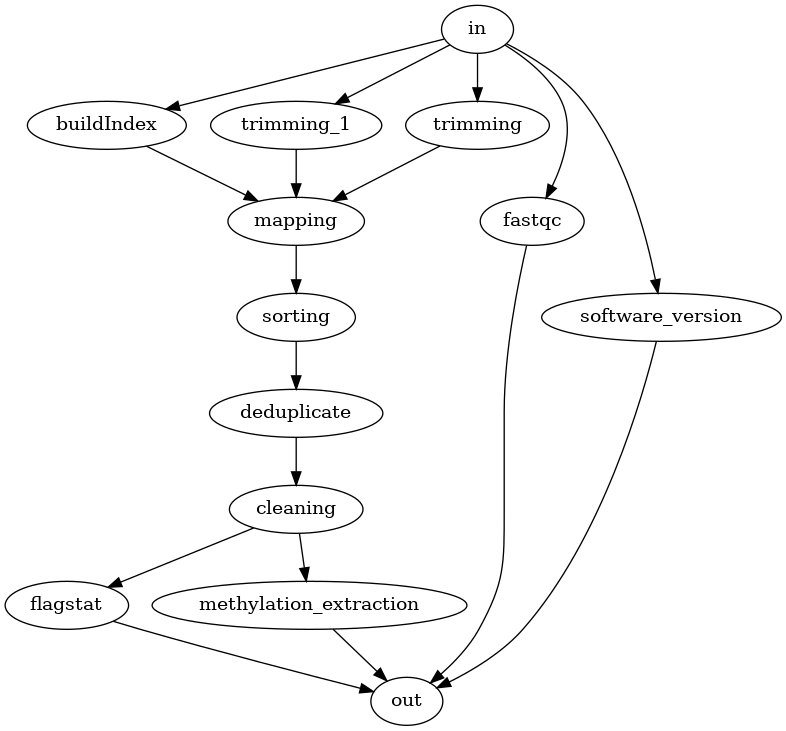 in
buildIndex
trimming_1
trimming
mapping
fastqc
sorting
software_version
deduplicate
cleaning
flagstat
methylation_extraction
out